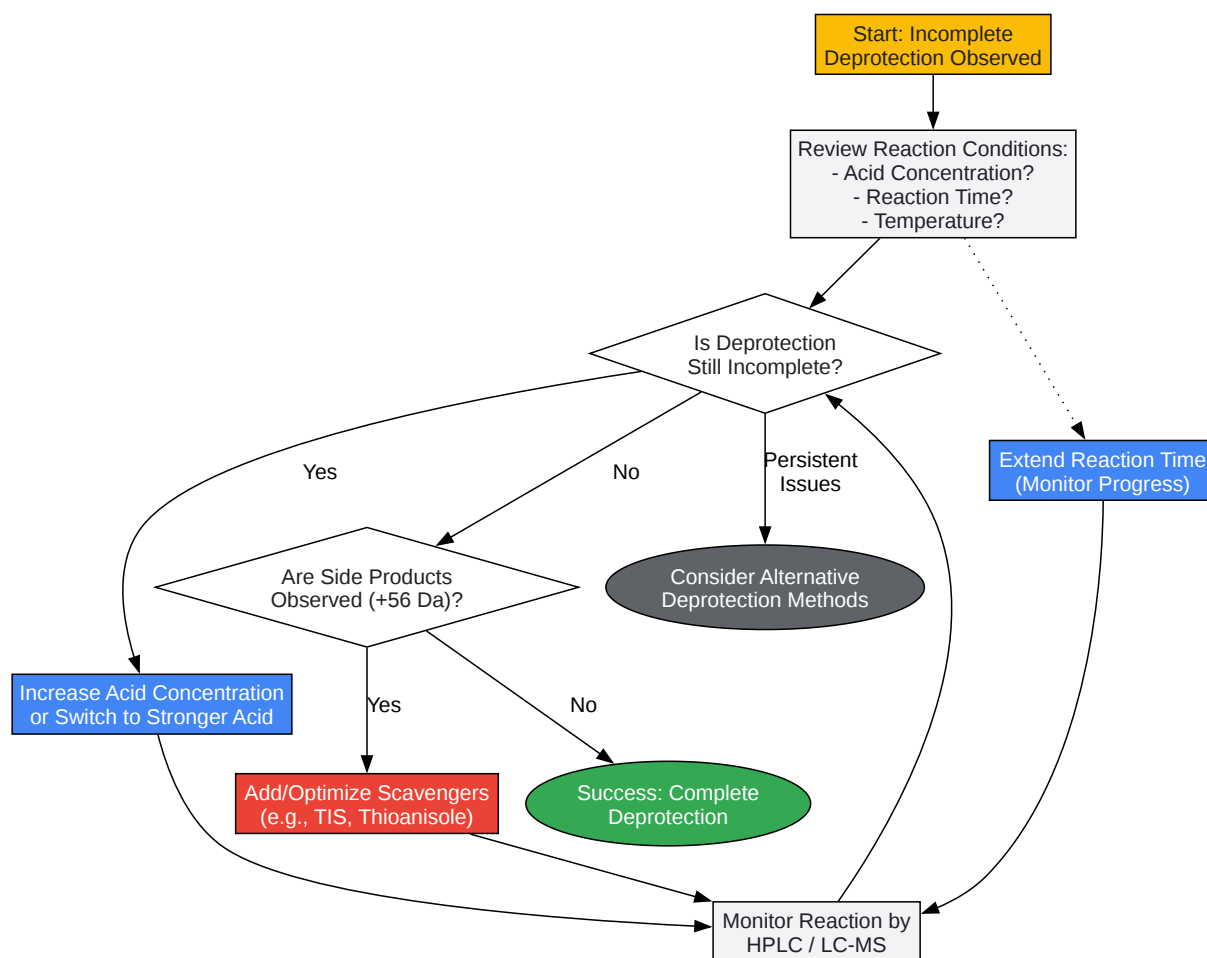 Start: Incomplete
Deprotection Observed
Review Reaction Conditions:
- Acid Concentration?
- Reaction Time?
- Temperature?
Is Deprotection
Still Incomplete?
Yes
No
Persistent
Issues
Extend Reaction Time
(Monitor Progress)
Are Side Products
Observed (+56 Da)?
Consider Alternative
Deprotection Methods
Increase Acid Concentration
or Switch to Stronger Acid
Yes
No
Add/Optimize Scavengers
(e.g., TIS, Thioanisole)
Success: Complete
Deprotection
Monitor Reaction by
HPLC / LC-MS